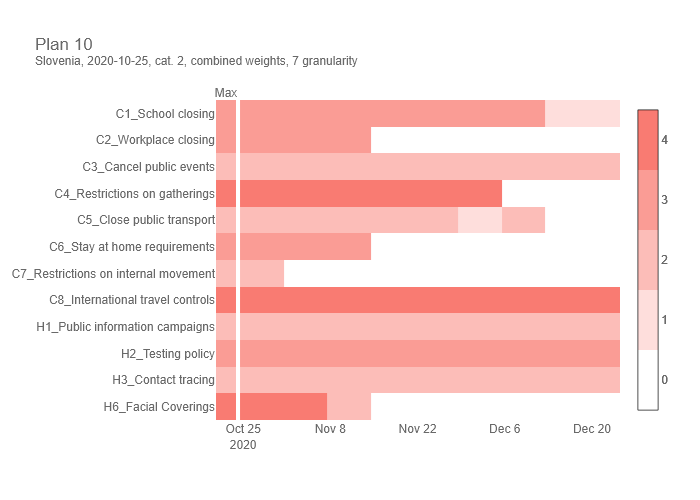 Plan 10
Slovenia, 2020-10-25, cat. 2, combined weights, 7 granularity
Max
C1_School closing
C2_Workplace closing
C3_Cancel public events
C4_Restrictions on gatherings
C5_Close public transport
C6_Stay at home requirements
C7_Restrictions on internal movement
C8_International travel controls
H1_Public information campaigns
H2_Testing policy
H3_Contact tracing
H6_Facial Coverings
Oct 25 Nov 8 Nov 22 Dec 6 Dec 20
2020
4
3
2
1
0